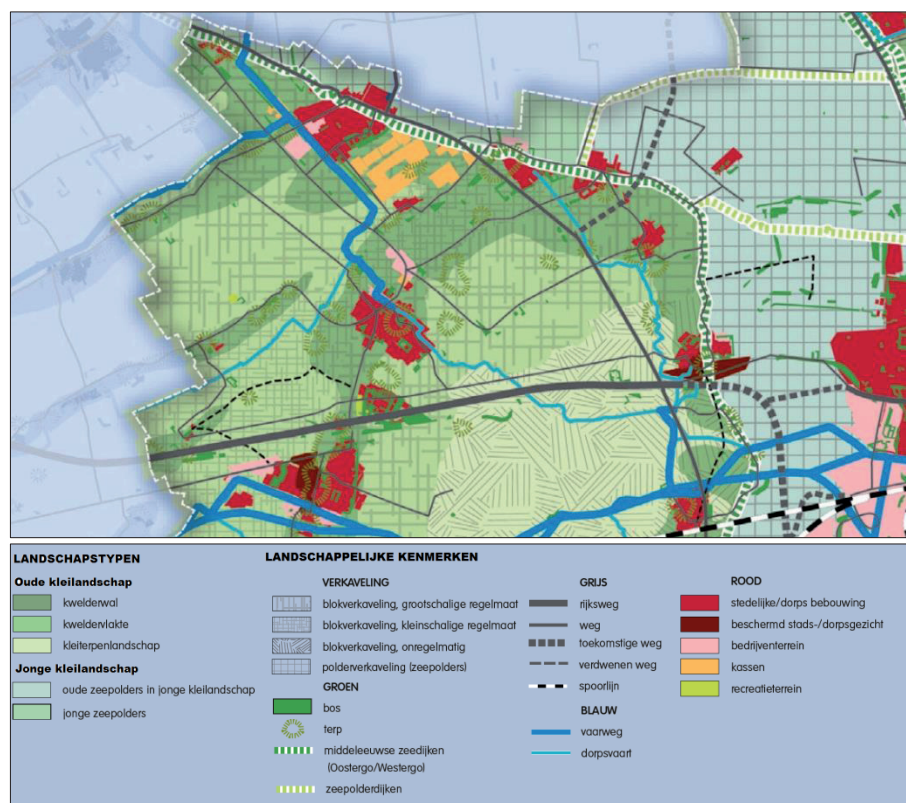 LANDSCHAPSTYPEN
Oude kleilandschap
kwelderwal
kweldervlakte
kleiterpenlandschap
Jonge kleilandschap
oude zeepolders in jonge kleilandschap
jonge zeepolders
LANDSCHAPPELIJKE KENMERKEN
VERKAVELING
blokverkaveling, grootschalige regelmaat
blokverkaveling, kleinschalige regelmaat
blokverkaveling, onregelmatig
polderverkaveling (zeepolders)
GROEN
bos
terp
middeleeuwse zeedijken
(Oostergo/Westergo)
zeepolderdijken
GRIJS
rijksweg
weg
toekomstige weg
verdwenen weg
spoorlijn
BLAUW
vaarweg
dorpsvaart
ROOD
stedelijke/dorps bebouwing
beschermd stads-/dorpsgezicht
bedrijventerrein
kassen
recreatieterrein